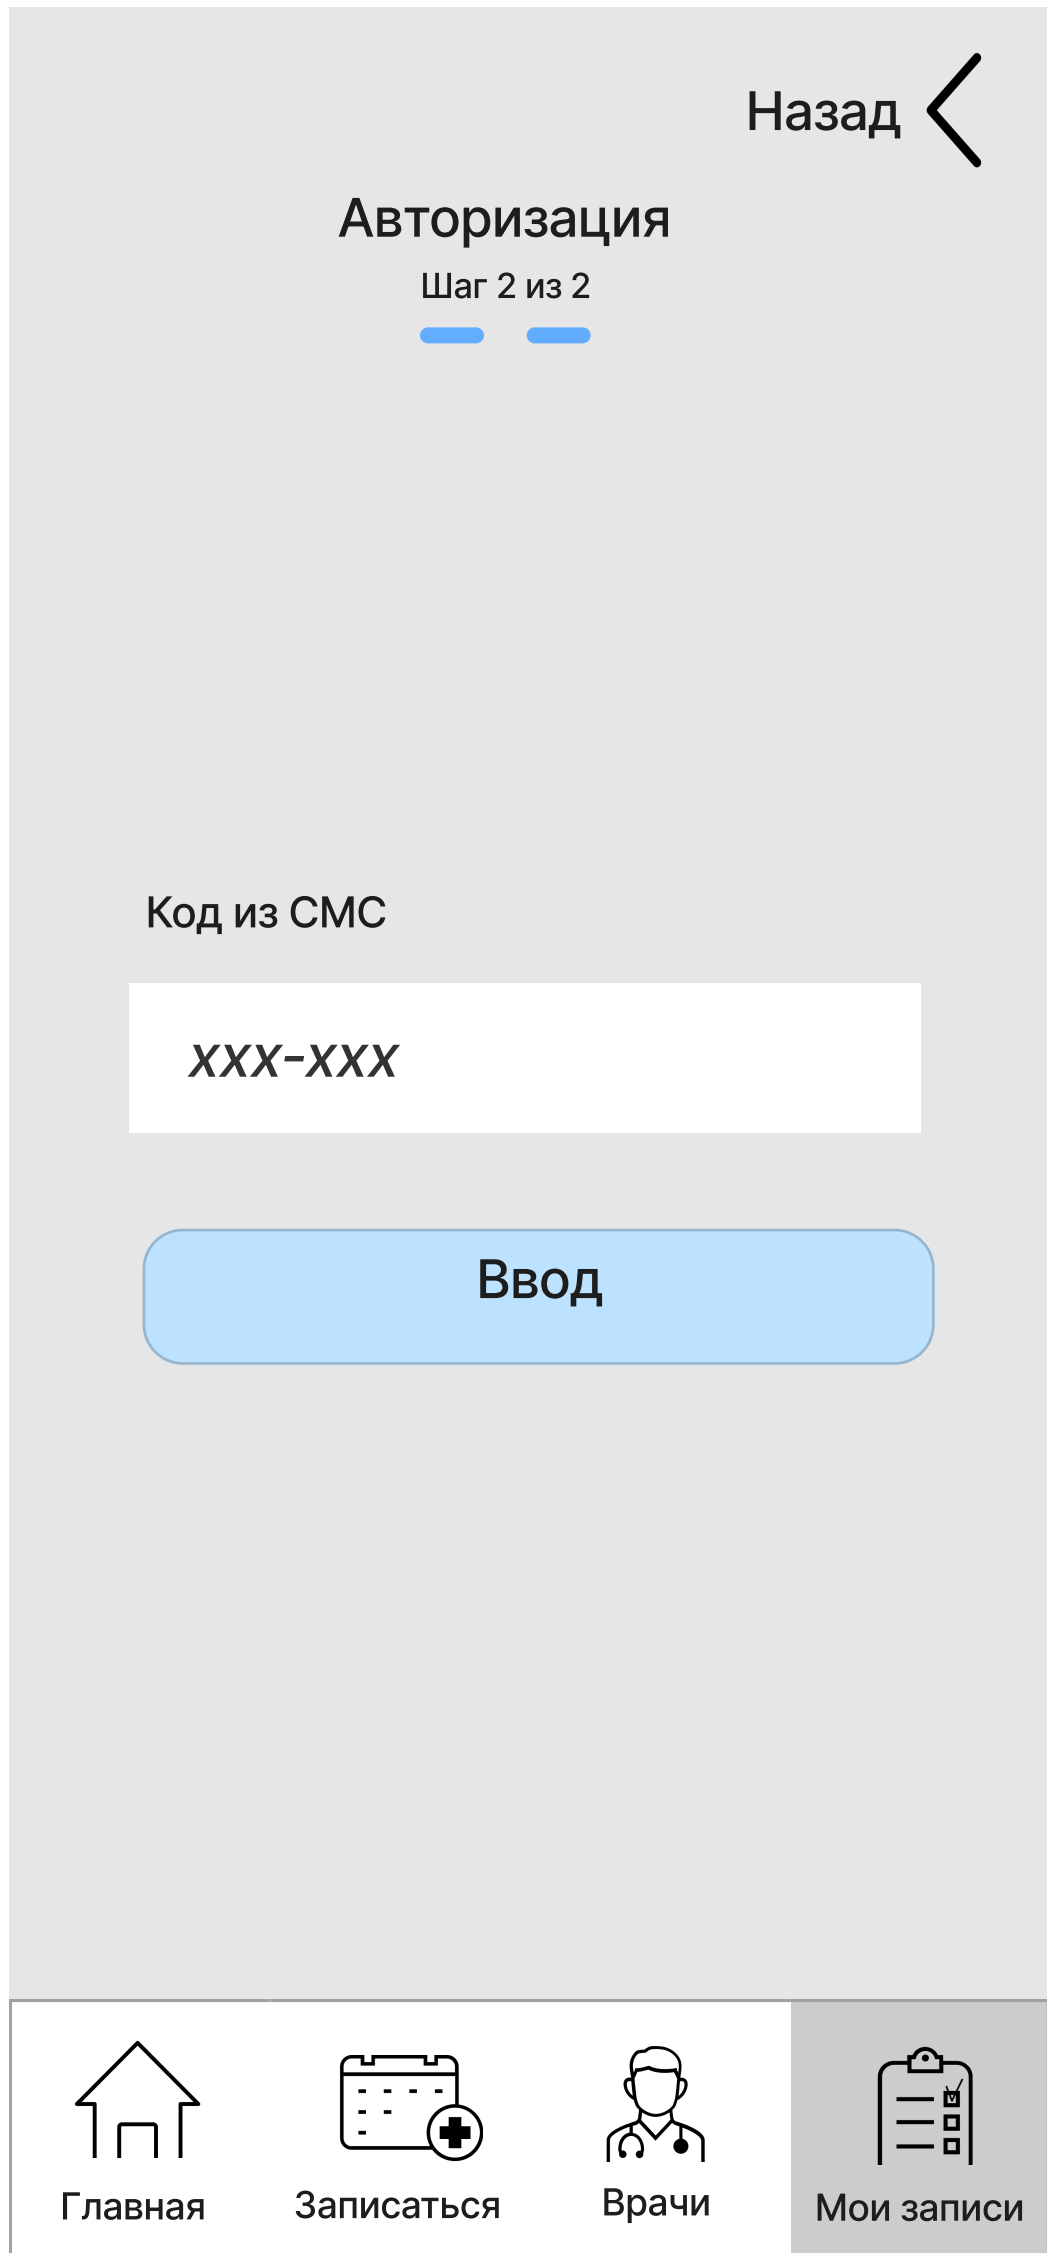 Назад
Авторизация
Шаг 2 из 2
Код из СМС
xxx-xxx
Ввод
Главная
Записаться
Врачи
Мои записи